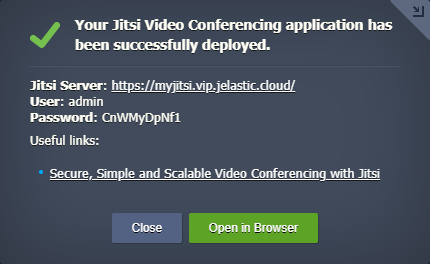 Your Jitsi Video Conferencing application has
been successfully deployed.
Jitsi Server: https://myjitsi.vip.jelastic.cloud/
User: admin
Password: CnWMyDpNf1
Useful links:
Secure, Simple and Scalable Video Conferencing with Jitsi
Close
Open in Browser